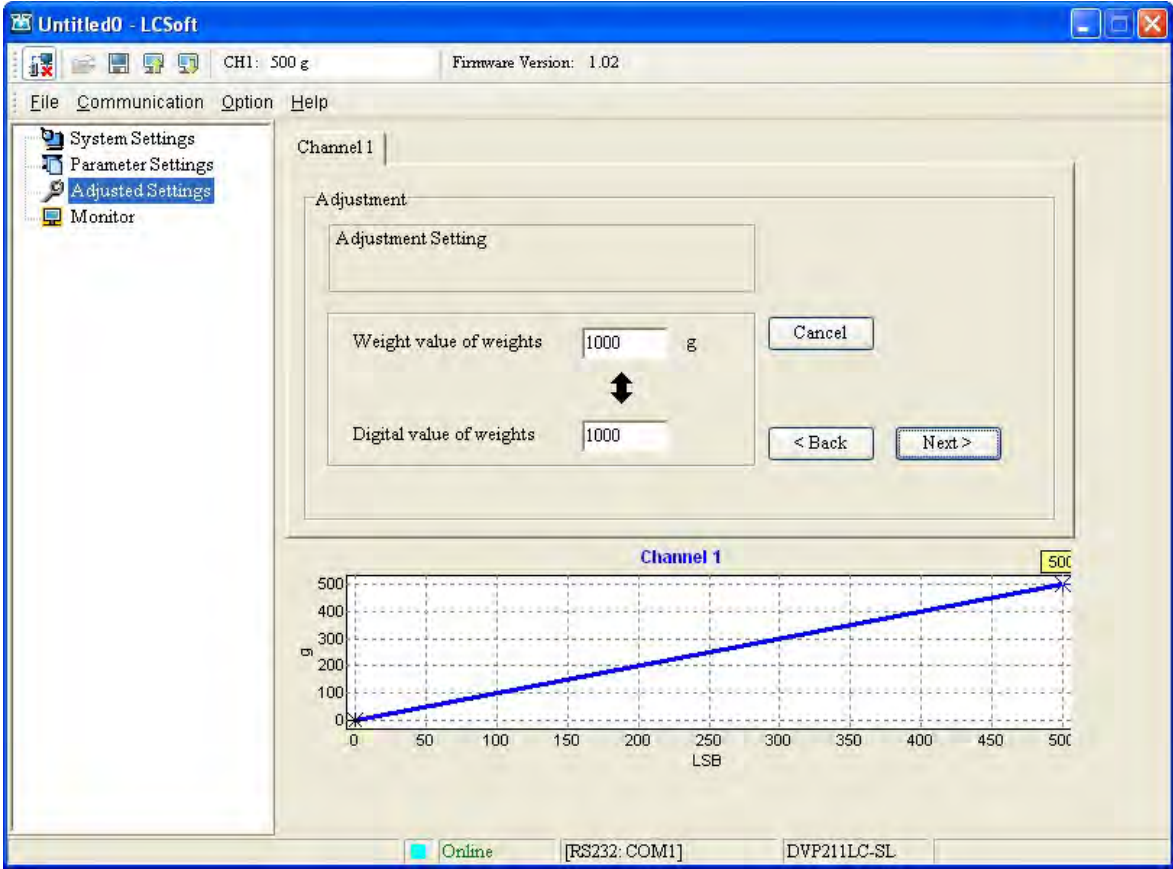 Untitled0 - LCSoft
CH1: 500 g Firmware Version: 1.02
File Communication Option Help
System Settings
Parameter Settings
Adjusted Settings
Monitor
Channel 1
Adjustment
Adjustment Setting
Weight value of weights 1000 g
Cancel
Digital value of weights 1000
< Back Next >
Channel 1
500
500
400
300
200
100
0
g
0 50 100 150 200 250 300 350 400 450 500
LSB
Online [RS232: COM1] DVP211LC-SL